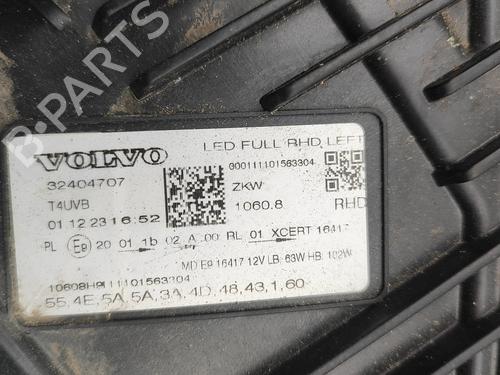 B-PARTS
VOLVO
LED FULL RHD LEFT
32404707
000111101563304
T4UVB
ZKW
01.12.23 16:52
1060.8
RHD
PL E9 20 01 1b 02 A 00 RL 01 XCERT 16417
MD E9 16417 12V LB: 63W HB: 102W
10608H9111101563304
55,4E,5A,5A,3A,4D,48,43,1,60
B-PARTS